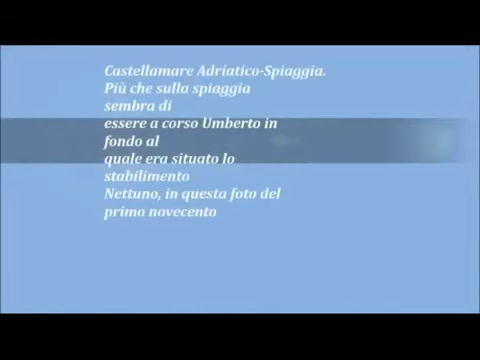 Castellamare Adriatico-Spiaggia.
Più che sulla spiaggia
sembra di
essere a corso Umberto in
fondo al
quale era situato lo
stabilimento
Nettuno, in questa foto del
primo novecento